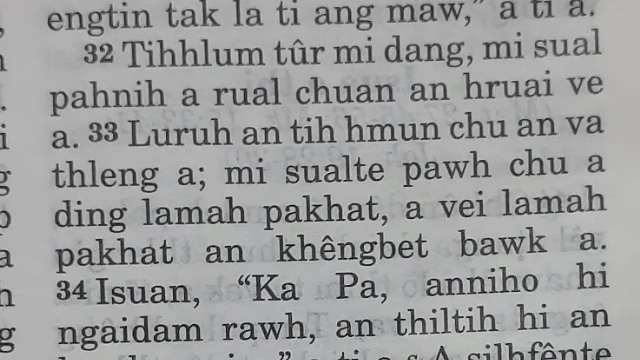 engtin tak la ti ang maw,” a ti a.
32 Tihhlum tûr mi dang, mi sual
pahnih a rual chuan an hruai ve
a. 33 Luruh an tih hmun chu an va
thleng a; mi sualte pawh chu a
ding lamah pakhat, a vei lamah
pakhat an khêngbet bawk a.
34 Isuan, “Ka Pa, anniho hi
ngaidam rawh, an thiltih hi an